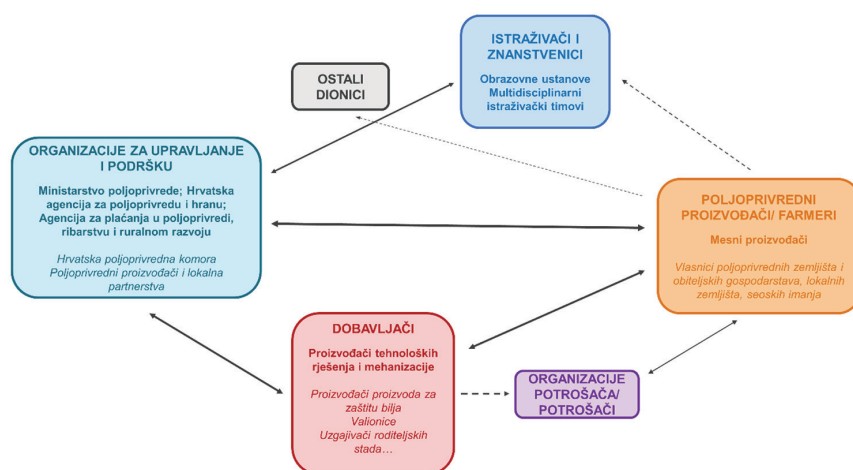 ISTRAŽIVAČI I
ZNANSTVENICI
Obrazovne ustanove
Multidisciplinarni
istraživački timovi
OSTALI
DIONICI
ORGANIZACIJE ZA UPRAVLJANJE
I PODRŠKU
Ministarstvo poljoprivrede; Hrvatska
agencija za poljoprivredu i hranu;
Agencija za plaćanja u poljoprivredi,
ribarstvu i ruralnom razvoju
Hrvatska poljoprivredna komora
Poljoprivredni proizvođači i lokalna
partnerstva
POLJOPRIVREDNI
PROIZVOĐAČI/ FARMERI
Mesni proizvođači
Vlasnici poljoprivrednih zemljišta i
obiteljskih gospodarstava, lokalnih
zemljišta, seoskih imanja
DOBAVLJAČI
Proizvođači tehnoloških
rješenja i mehanizacije
Proizvođači proizvoda za
zaštitu bilja
Valionice
Uzgajivači roditeljskih
stada…
ORGANIZACIJE
POTROŠAČA/
POTROŠAČI